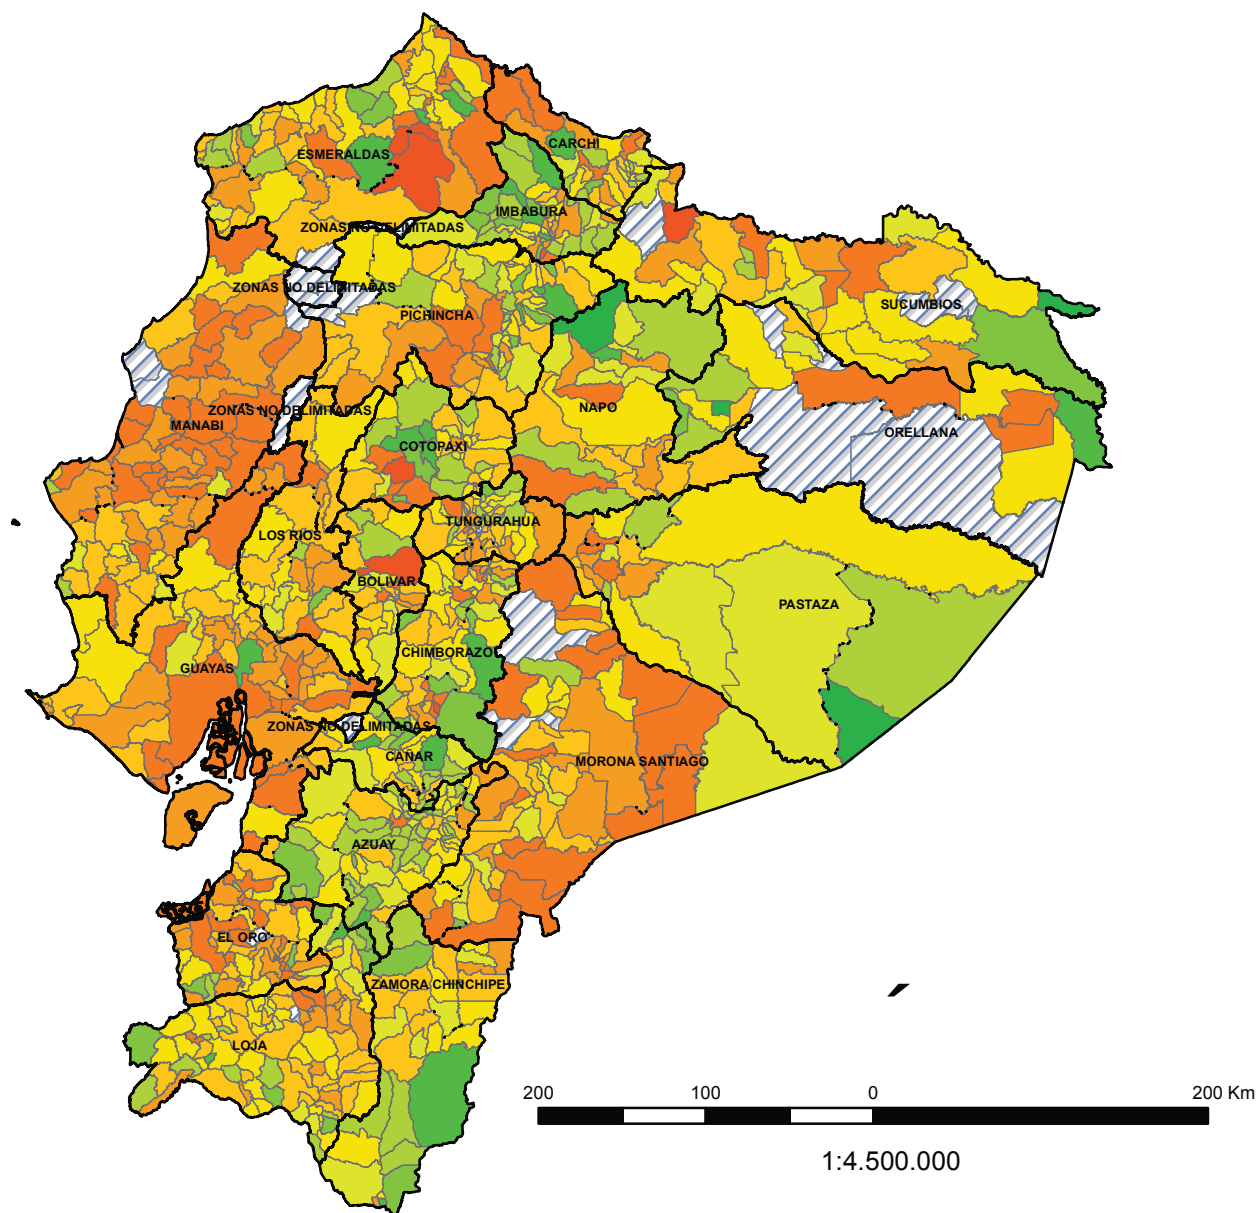 CARCHI
ESMERALDAS
IMBABURA
ZONAS NO DELIMITADAS
ZONAS NO DELIMITADAS
SUCUMBIOS
PICHINCHA
NAPO
ZONAS NO DELIMITADAS
MANABI
ORELLANA
COTOPAXI
TUNGURAHUA
LOS RIOS
BOLIVAR
PASTAZA
CHIMBORAZO
GUAYAS
ZONAS NO DELIMITADAS
CAÑAR
MORONA SANTIAGO
AZUAY
EL ORO
ZAMORA CHINCHIPE
LOJA
200 100 0 200 Km
1:4.500.000